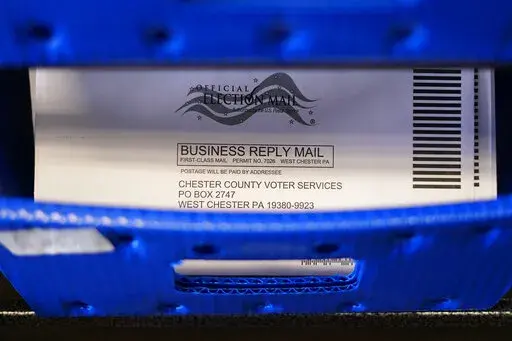 OFFICIAL
ELECTION MAIL
BUSINESS REPLY MAIL
FIRST-CLASS MAIL PERMIT NO. 7026 WEST CHESTER PA
POSTAGE WILL BE PAID BY ADDRESSEE
CHESTER COUNTY VOTER SERVICES
PO BOX 2747
WEST CHESTER PA 19380-9923